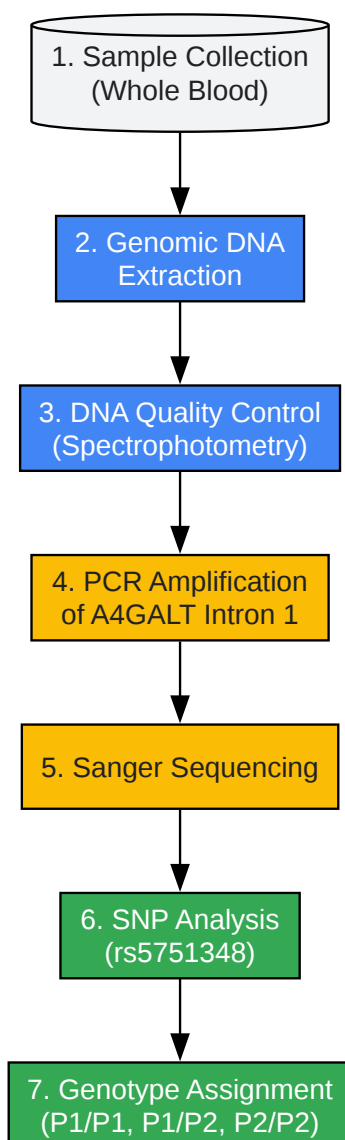 1. Sample Collection
(Whole Blood)
2. Genomic DNA
Extraction
3. DNA Quality Control
(Spectrophotometry)
4. PCR Amplification
of A4GALT Intron 1
5. Sanger Sequencing
6. SNP Analysis
(rs5751348)
7. Genotype Assignment
(P1/P1, P1/P2, P2/P2)